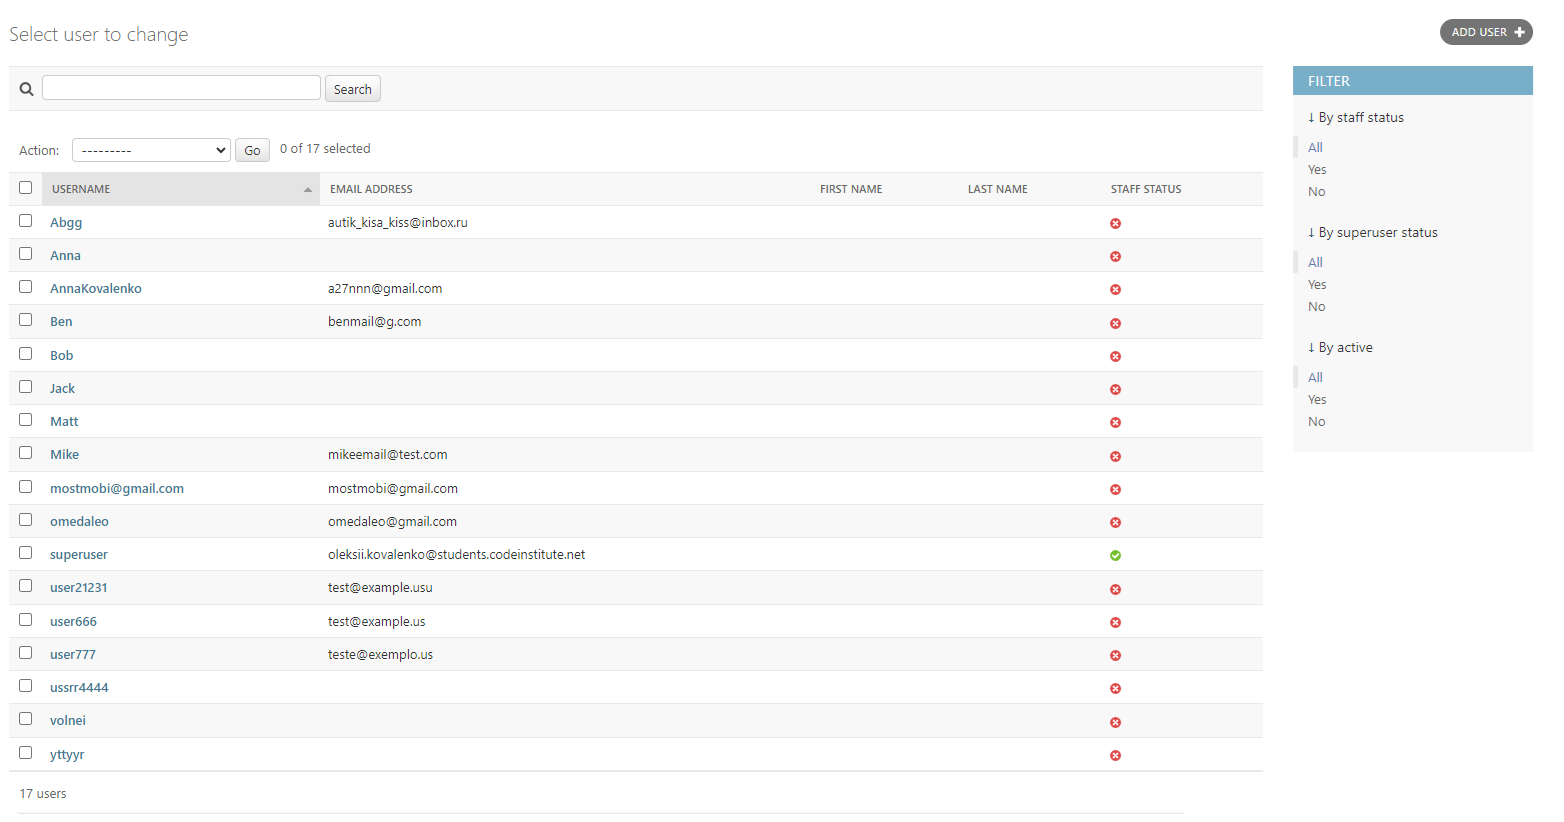 Select user to change
ADD USER
Search
Action: --------- Go 0 of 17 selected
USERNAME EMAIL ADDRESS FIRST NAME LAST NAME STAFF STATUS
Abgg autik_kisa_kiss@inbox.ru
Anna
AnnaKovalenko a27nnn@gmail.com
Ben benmail@g.com
Bob
Jack
Matt
Mike mikeemail@test.com
mostmobi@gmail.com mostmobi@gmail.com
omedaleo omedaleo@gmail.com
superuser oleksii.kovalenko@students.codeinstitute.net
user21231 test@example.usu
user666 test@example.us
user777 teste@exemplo.us
ussrr4444
volnei
yttyyr
17 users
FILTER
↓ By staff status
All
Yes
No
↓ By superuser status
All
Yes
No
↓ By active
All
Yes
No